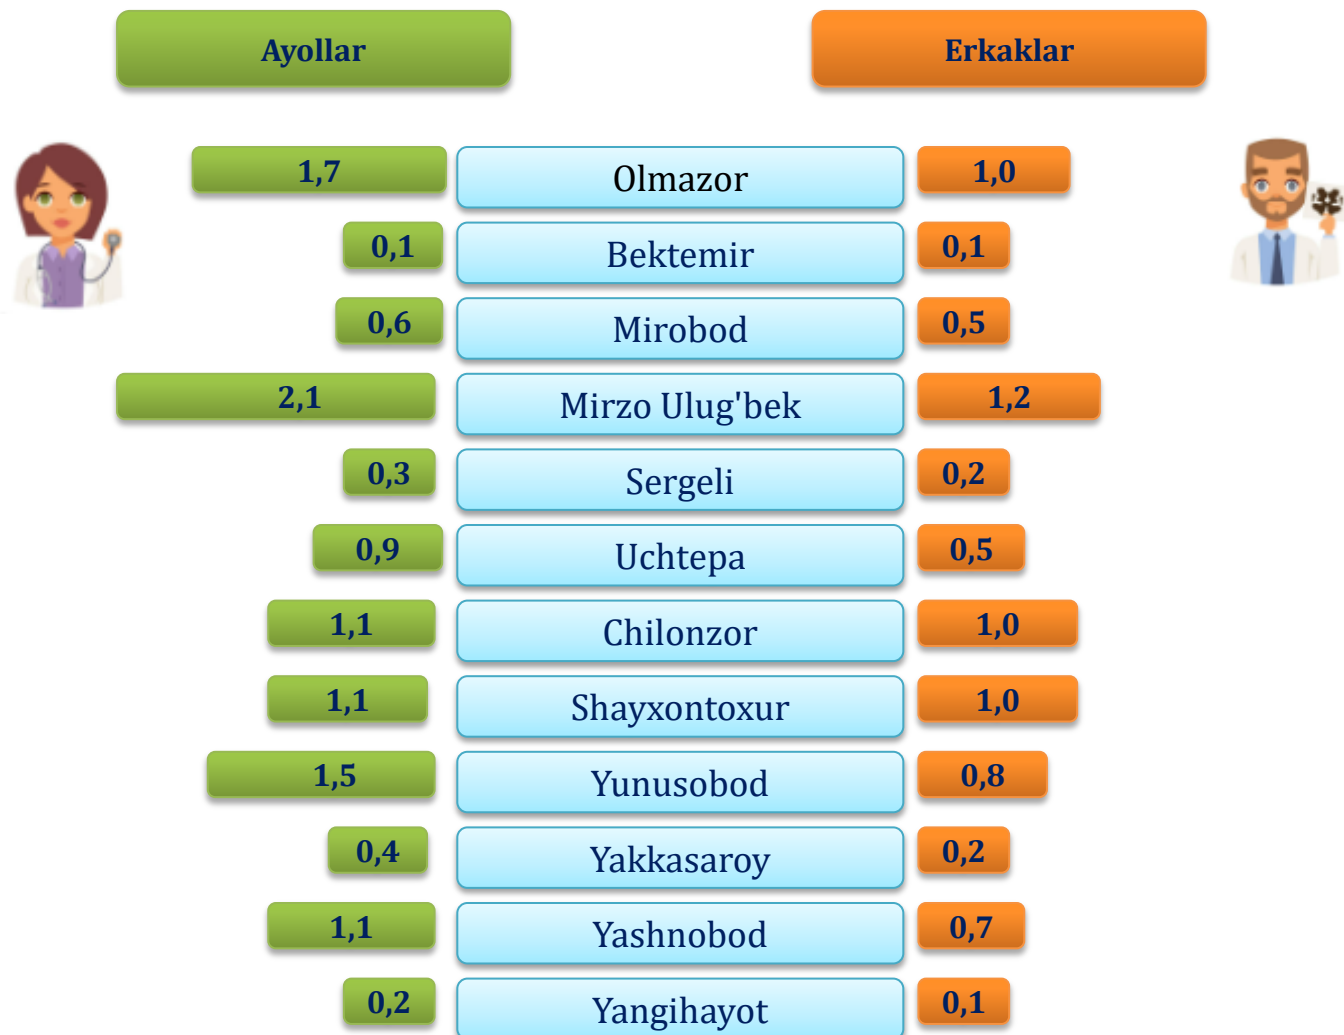 Ayollar Erkaklar
1,7 Olmazor 1,0
0,1 Bektemir 0,1
0,6 Mirobod 0,5
2,1 Mirzo Ulug'bek 1,2
0,3 Sergeli 0,2
0,9 Uchtepa 0,5
1,1 Chilonzor 1,0
1,1 Shayxontoxur 1,0
1,5 Yunusobod 0,8
0,4 Yakkasaroy 0,2
1,1 Yashnobod 0,7
0,2 Yangihayot 0,1